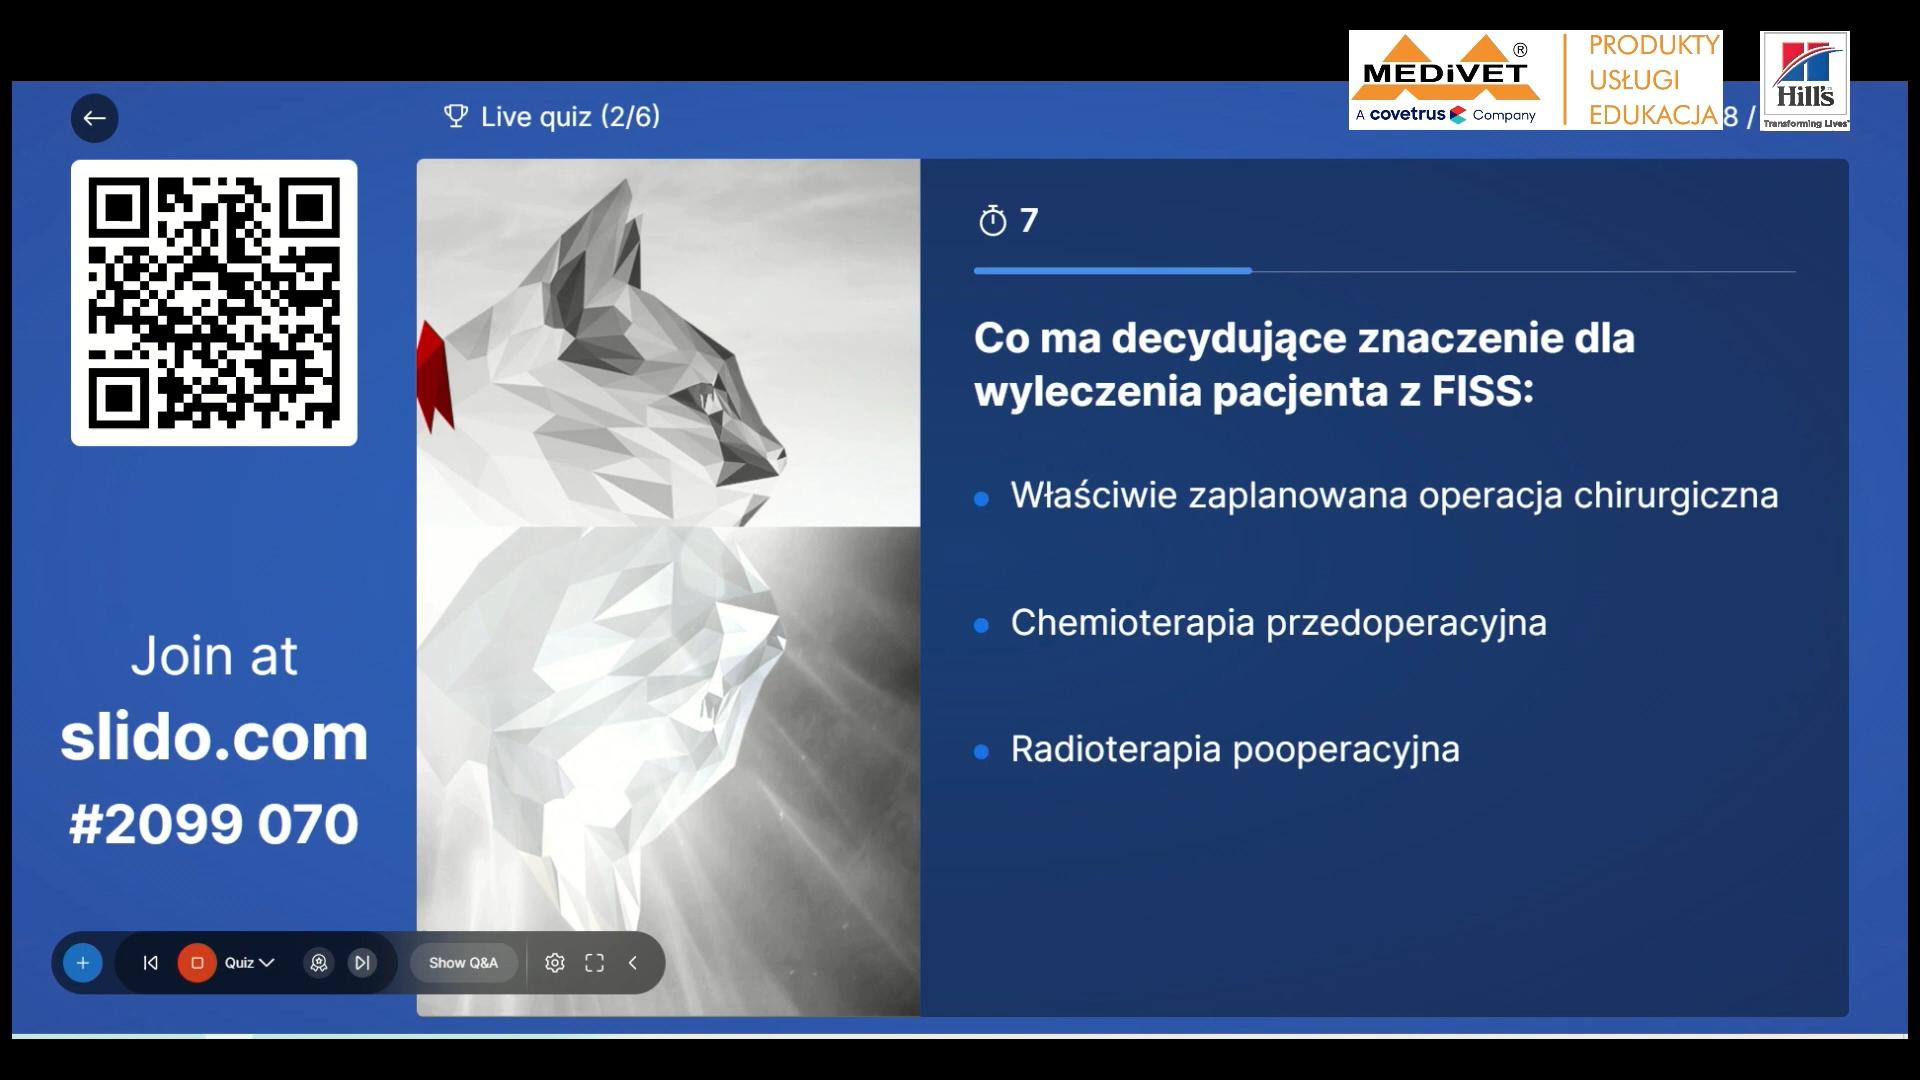 MEDiVET®
A covetrus Company
PRODUKTY
USŁUGI
EDUKACJA
Hill's
Transforming Lives™
Live quiz (2/6)
8 /
7
Co ma decydujące znaczenie dla
wyleczenia pacjenta z FISS:
Właściwie zaplanowana operacja chirurgiczna
Chemioterapia przedoperacyjna
Radioterapia pooperacyjna
Join at
slido.com
#2099 070
Quiz
Show Q&A